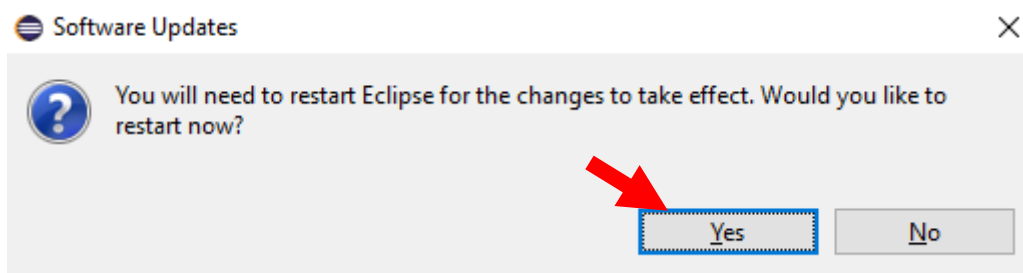 Software Updates
You will need to restart Eclipse for the changes to take effect. Would you like to
restart now?
Yes
No